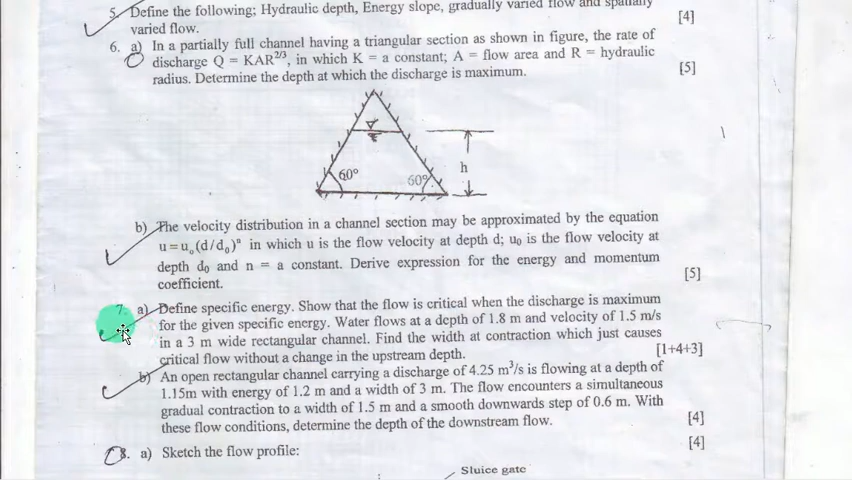 5. Define the following; Hydraulic depth, Energy slope, gradually varied flow and spatially
varied flow. [4]
6. a) In a partially full channel having a triangular section as shown in figure, the rate of
discharge Q = KAR^2/3, in which K = a constant; A = flow area and R = hydraulic
radius. Determine the depth at which the discharge is maximum. [5]
h
60° 60°
b) The velocity distribution in a channel section may be approximated by the equation
u=u₀(d/d₀)ⁿ in which u is the flow velocity at depth d; u₀ is the flow velocity at
depth d₀ and n = a constant. Derive expression for the energy and momentum
coefficient. [5]
7. a) Define specific energy. Show that the flow is critical when the discharge is maximum
for the given specific energy. Water flows at a depth of 1.8 m and velocity of 1.5 m/s
in a 3 m wide rectangular channel. Find the width at contraction which just causes
critical flow without a change in the upstream depth. [1+4+3]
b) An open rectangular channel carrying a discharge of 4.25 m³/s is flowing at a depth of
1.15m with energy of 1.2 m and a width of 3 m. The flow encounters a simultaneous
gradual contraction to a width of 1.5 m and a smooth downwards step of 0.6 m. With
these flow conditions, determine the depth of the downstream flow. [4]
8. a) Sketch the flow profile: [4]
Sluice gate